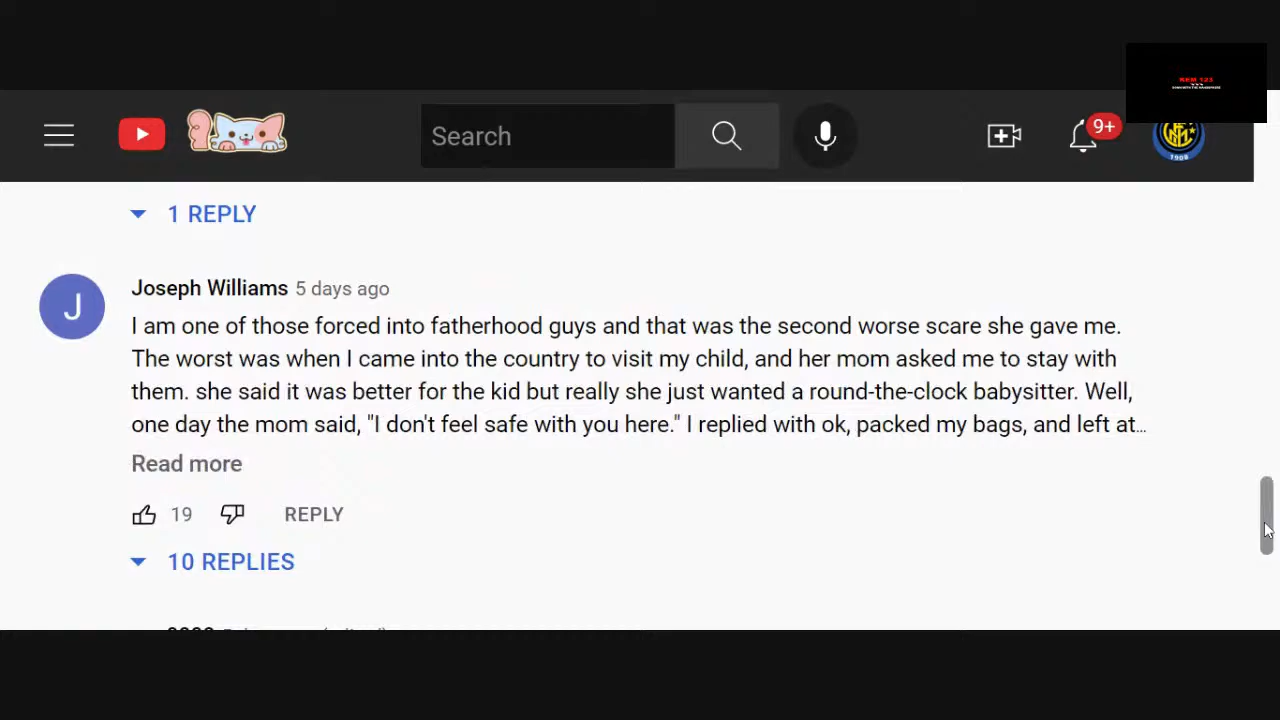 REM 123
Search
9+
1908
1 REPLY
J
Joseph Williams 5 days ago
I am one of those forced into fatherhood guys and that was the second worse scare she gave me.
The worst was when I came into the country to visit my child, and her mom asked me to stay with
them. she said it was better for the kid but really she just wanted a round-the-clock babysitter. Well,
one day the mom said, "I don't feel safe with you here." I replied with ok, packed my bags, and left at...
Read more
19
REPLY
10 REPLIES